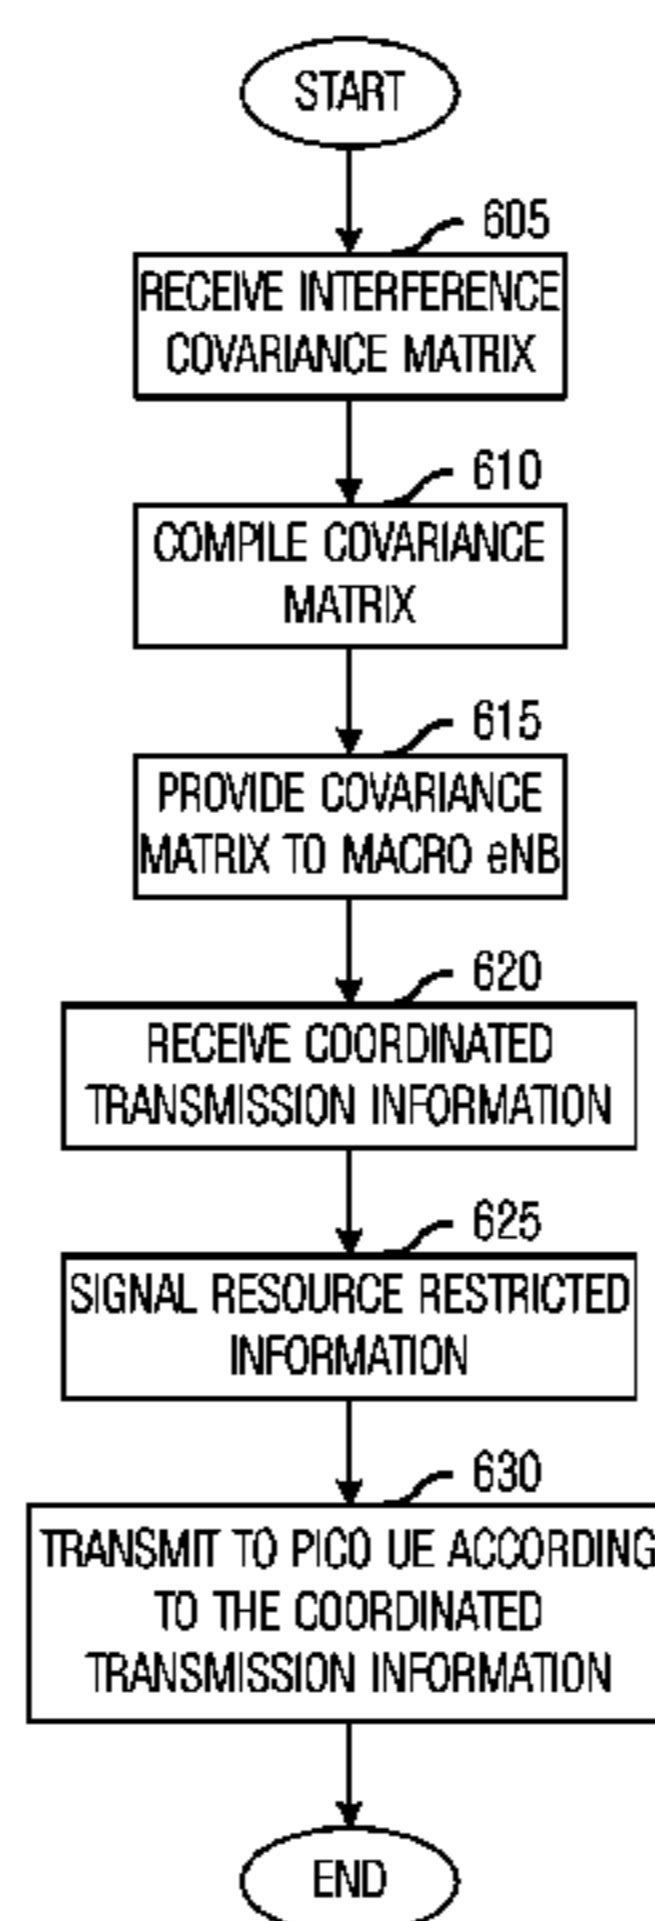 START
605
RECEIVE INTERFERENCE
COVARIANCE MATRIX
610
COMPILE COVARIANCE
MATRIX
615
PROVIDE COVARIANCE
MATRIX TO MACRO eNB
620
RECEIVE COORDINATED
TRANSMISSION INFORMATION
625
SIGNAL RESOURCE RESTRICTED
INFORMATION
630
TRANSMIT TO PICO UE ACCORDING
TO THE COORDINATED
TRANSMISSION INFORMATION
END